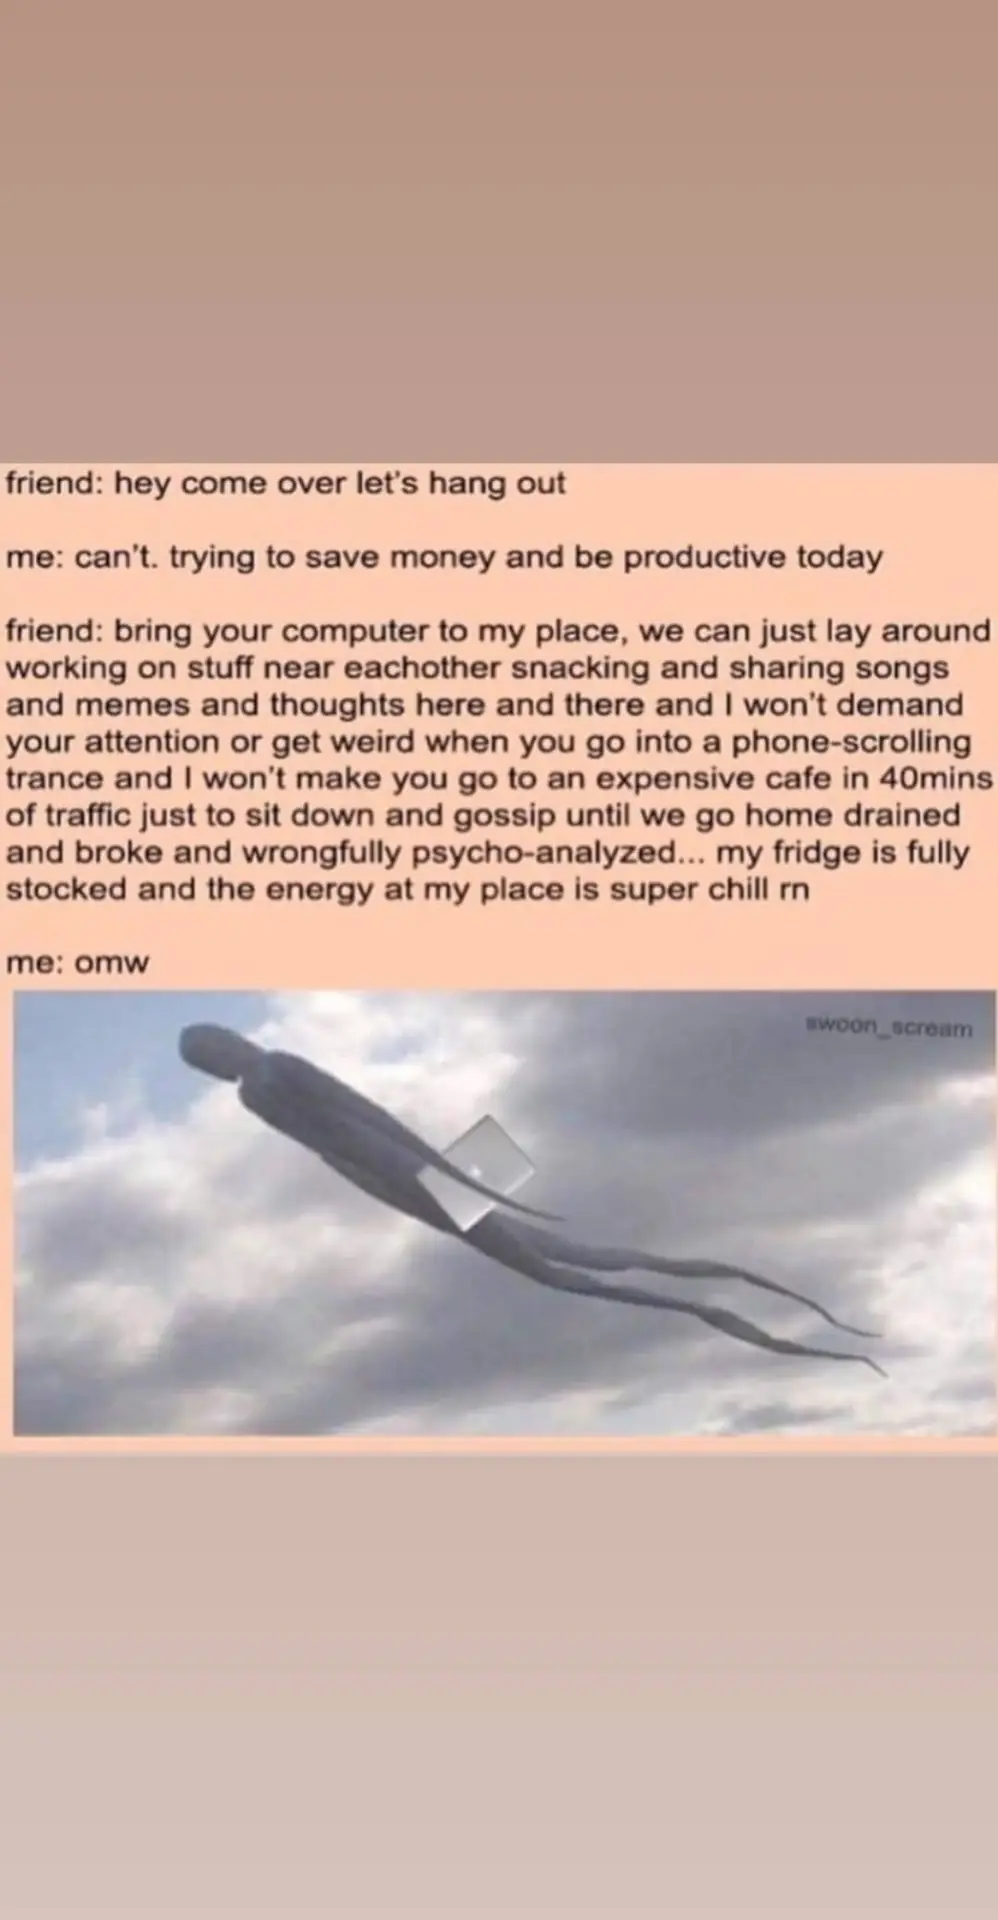 friend: hey come over let's hang out
me: can't. trying to save money and be productive today
friend: bring your computer to my place, we can just lay around
working on stuff near eachother snacking and sharing songs
and memes and thoughts here and there and I won't demand
your attention or get weird when you go into a phone-scrolling
trance and I won't make you go to an expensive cafe in 40mins
of traffic just to sit down and gossip until we go home drained
and broke and wrongfully psycho-analyzed... my fridge is fully
stocked and the energy at my place is super chill rn
me: omw
swoon_scream